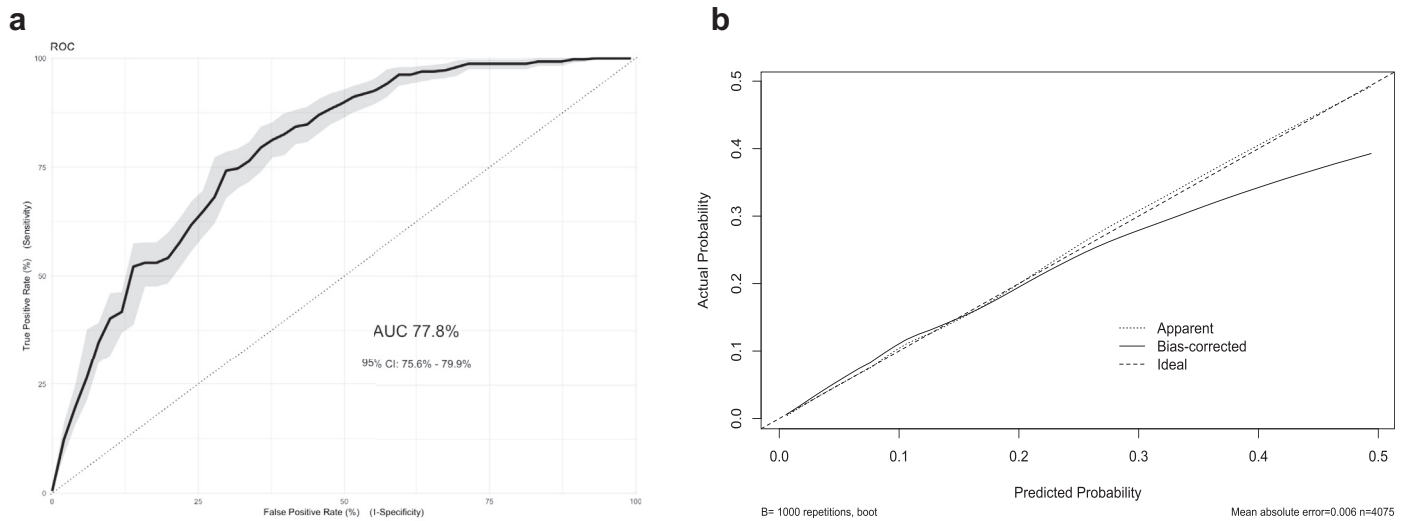 a
ROC
100
75
50
25
0
True Positive Rate (%) (Sensitivity)
AUC 77.8%
95% CI: 75.6% - 79.9%
0 25 50 75 100
False Positive Rate (%) (1-Specificity)
b
0.5
0.4
0.3
0.2
0.1
0.0
Actual Probability
Apparent
Bias-corrected
Ideal
0.0 0.1 0.2 0.3 0.4 0.5
Predicted Probability
B= 1000 repetitions, boot
Mean absolute error=0.006 n=4075